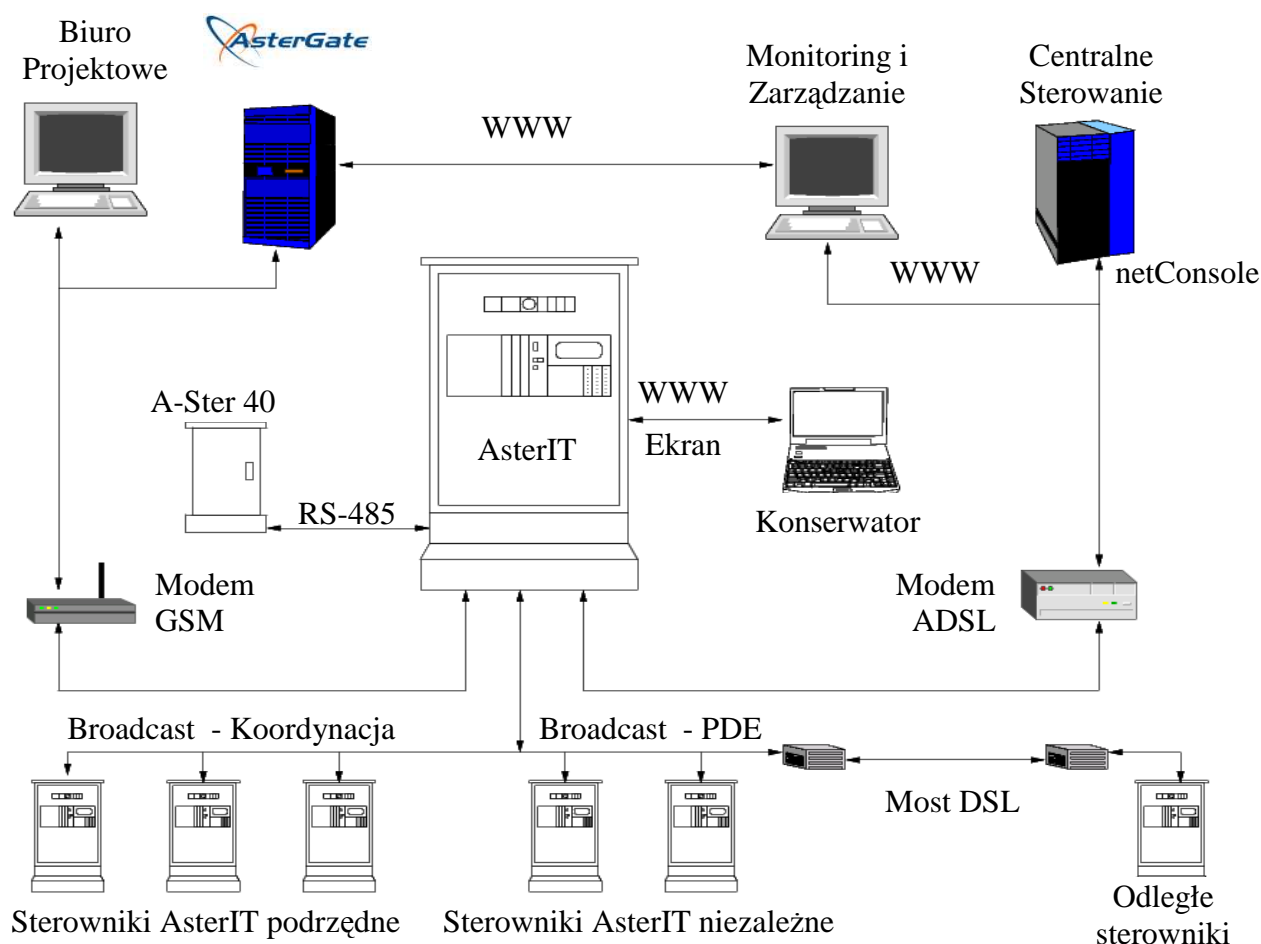 Biuro
Projektowe
AsterGate
Monitoring i
Zarządzanie
Centralne
Sterowanie
WWW
WWW
netConsole
A-Ster 40
AsterIT
WWW
Ekran
RS-485
Konserwator
Modem
GSM
Modem
ADSL
Broadcast - Koordynacja
Broadcast - PDE
Most DSL
Sterowniki AsterIT podrzędne
Sterowniki AsterIT niezależne
Odległe
sterowniki